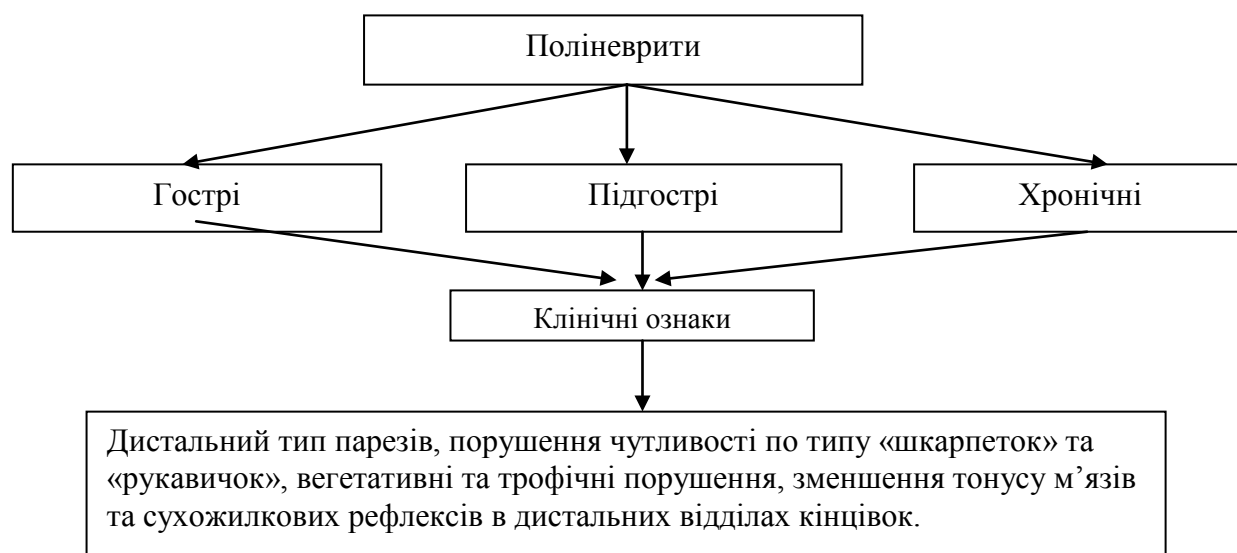 Поліневрити
Гострі
Підгострі
Хронічні
Клінічні ознаки
Дистальний тип парезів, порушення чутливості по типу «шкарпеток» та
«рукавичок», вегетативні та трофічні порушення, зменшення тонусу м’язів
та сухожилкових рефлексів в дистальних відділах кінцівок.